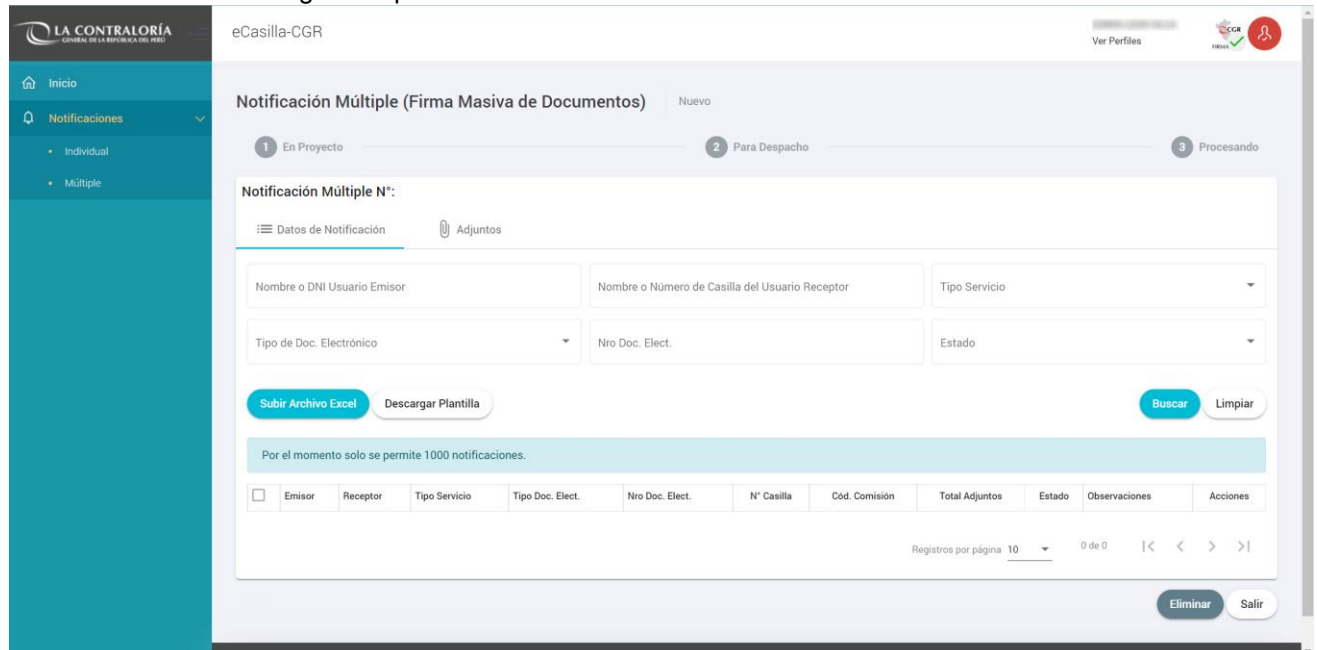 LA CONTRALORÍA
GENERAL DE LA REPÚBLICA DEL PERÚ
eCasilla-CGR
Ver Perfiles
CGR
FIRMA
Inicio
Notificaciones
Individual
Múltiple
Notificación Múltiple (Firma Masiva de Documentos) Nuevo
1 En Proyecto 2 Para Despacho 3 Procesando
Notificación Múltiple N°:
Datos de Notificación Adjuntos
Nombre o DNI Usuario Emisor Nombre o Número de Casilla del Usuario Receptor Tipo Servicio
Tipo de Doc. Electrónico Nro Doc. Elect. Estado
Subir Archivo Excel Descargar Plantilla Buscar Limpiar
Por el momento solo se permite 1000 notificaciones.
Emisor Receptor Tipo Servicio Tipo Doc. Elect. Nro Doc. Elect. N° Casilla Cód. Comisión Total Adjuntos Estado Observaciones Acciones
Registros por página 10 0 de 0 |< < > >|
Eliminar Salir